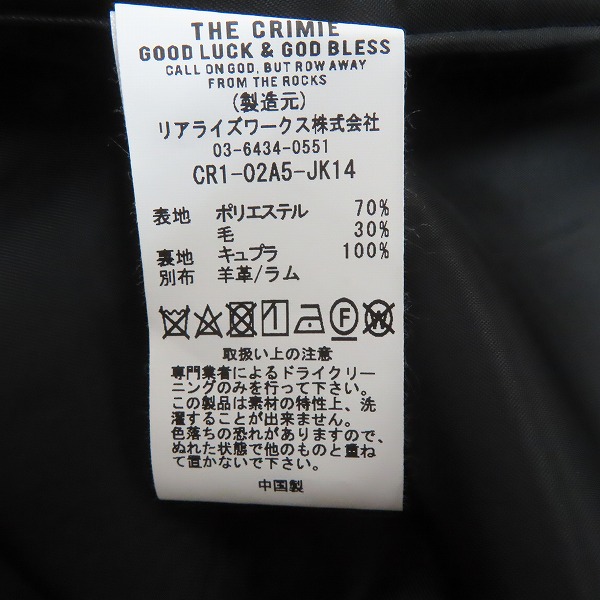 THE CRIMIE
GOOD LUCK & GOD BLESS
CALL ON GOD, BUT ROW AWAY
FROM THE ROCKS
(製造元)
リアライズワークス株式会社
03-6434-0551
CR1-02A5-JK14
表地 ポリエステル 70%
毛 30%
裏地 キュプラ 100%
別布 羊革/ラム
F W
取扱い上の注意
専門業者によるドライクリー
ニングのみを行って下さい。
この製品は素材の特性上、洗
濯することが出来ません。
色落ちの恐れがありますので、
ぬれた状態で他のものと重ね
て置かないで下さい。
中国製